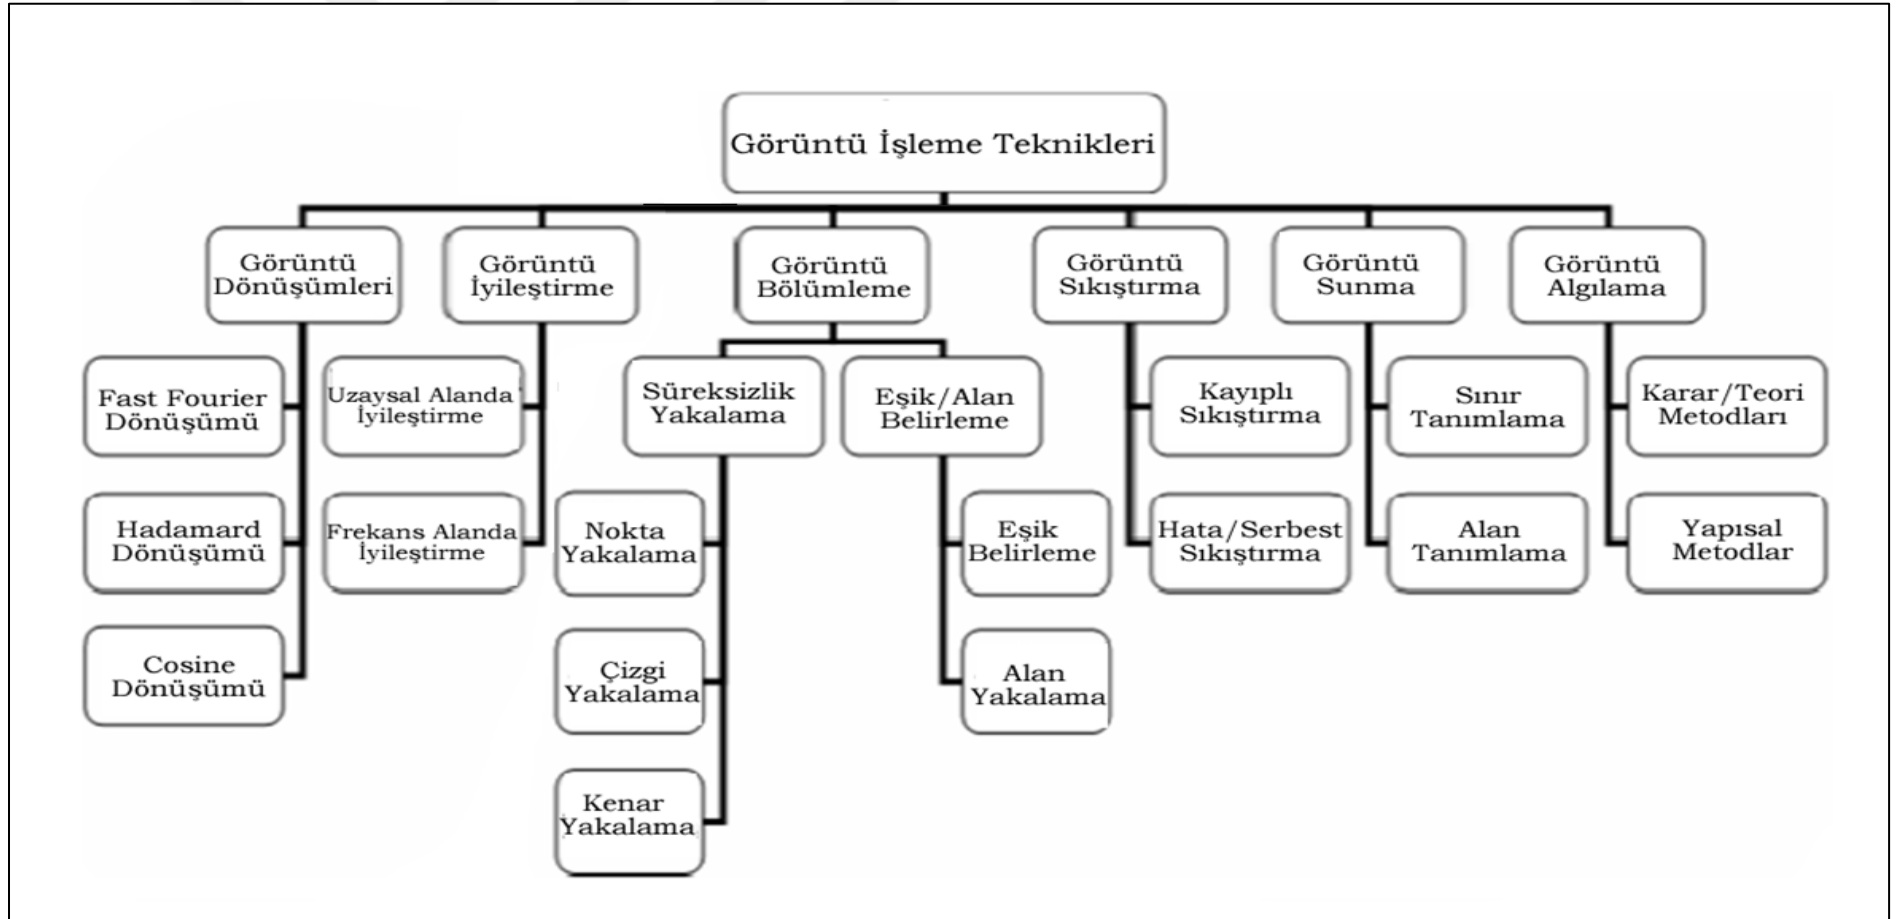 Görüntü İşleme Teknikleri
Görüntü
Dönüşümleri
Görüntü
İyileştirme
Görüntü
Bölümleme
Görüntü
Sıkıştırma
Görüntü
Sunma
Görüntü
Algılama
Fast Fourier
Dönüşümü
Uzaysal Alanda
İyileştirme
Süreksizlik
Yakalama
Eşik/Alan
Belirleme
Kayıplı
Sıkıştırma
Sınır
Tanımlama
Karar/Teori
Metodları
Hadamard
Dönüşümü
Frekans Alanda
İyileştirme
Nokta
Yakalama
Eşik
Belirleme
Hata/Serbest
Sıkıştırma
Alan
Tanımlama
Yapısal
Metodlar
Cosine
Dönüşümü
Çizgi
Yakalama
Alan
Yakalama
Kenar
Yakalama